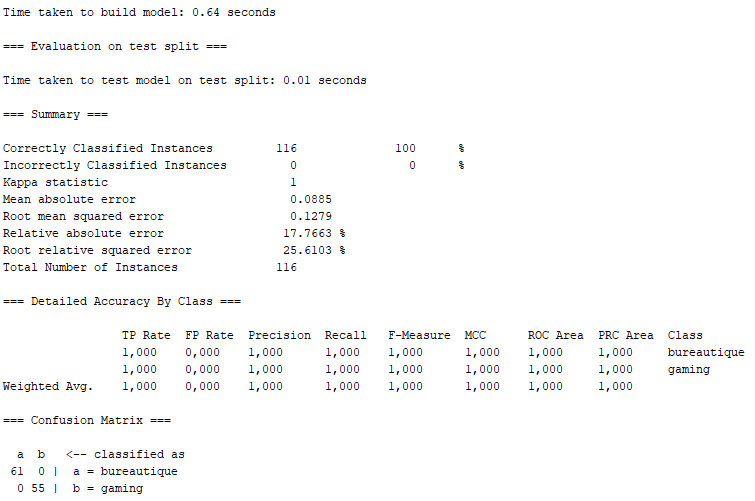 Time taken to build model: 0.64 seconds
=== Evaluation on test split ===
Time taken to test model on test split: 0.01 seconds
=== Summary ===
Correctly Classified Instances 116 100 %
Incorrectly Classified Instances 0 0 %
Kappa statistic 1
Mean absolute error 0.0885
Root mean squared error 0.1279
Relative absolute error 17.7663 %
Root relative squared error 25.6103 %
Total Number of Instances 116
=== Detailed Accuracy By Class ===
TP Rate FP Rate Precision Recall F-Measure MCC ROC Area PRC Area Class
1,000 0,000 1,000 1,000 1,000 1,000 1,000 1,000 bureautique
1,000 0,000 1,000 1,000 1,000 1,000 1,000 1,000 gaming
Weighted Avg. 1,000 0,000 1,000 1,000 1,000 1,000 1,000 1,000
=== Confusion Matrix ===
a b <-- classified as
61 0 | a = bureautique
0 55 | b = gaming